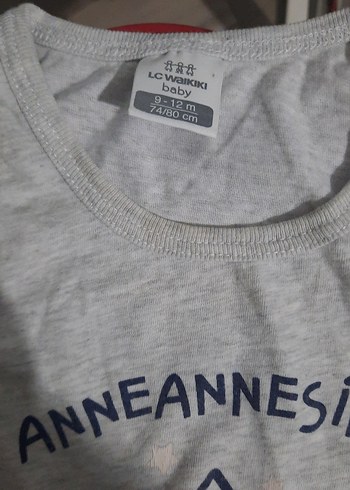 LC WAIKIKI
baby
9 - 12 m
74/80 cm
ANNEANNESİ